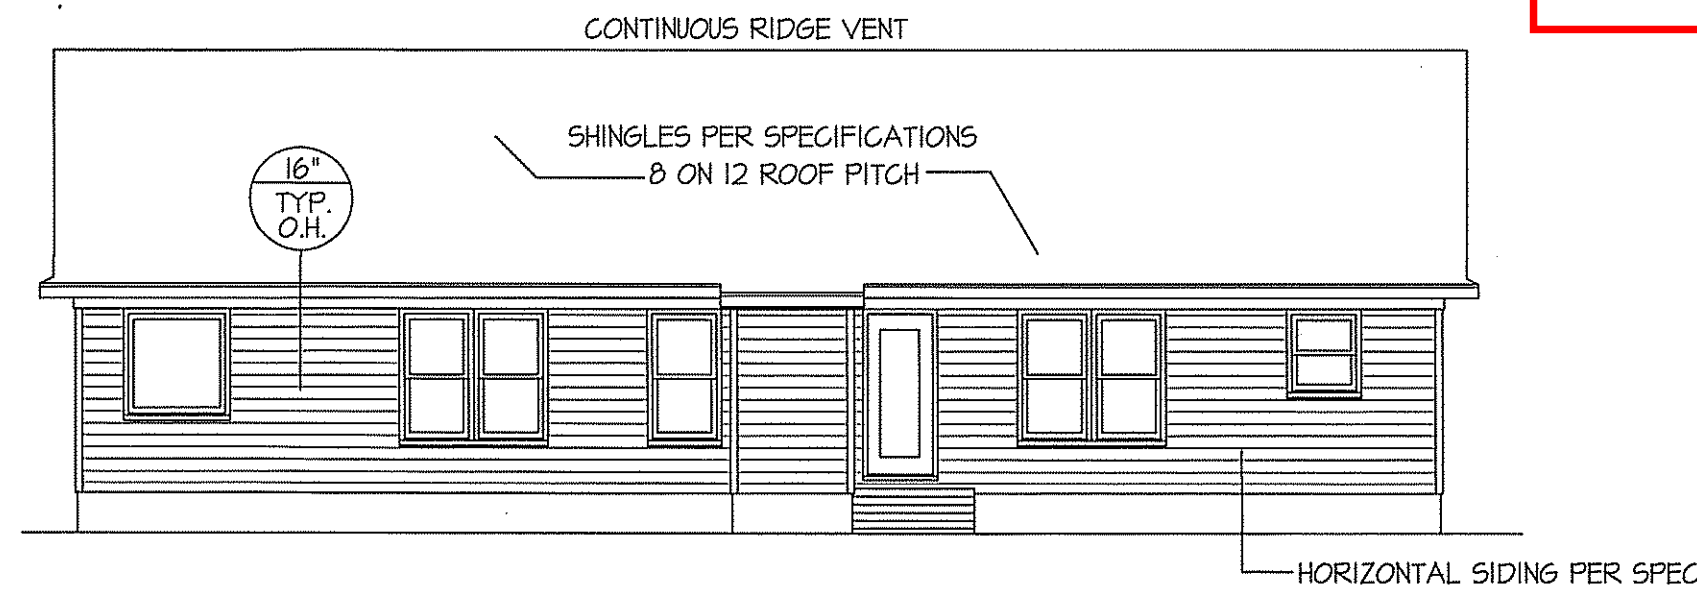 CONTINUOUS RIDGE VENT
SHINGLES PER SPECIFICATIONS
8 ON 12 ROOF PITCH
16"
TYP.
O.H.
HORIZONTAL SIDING PER SPEC